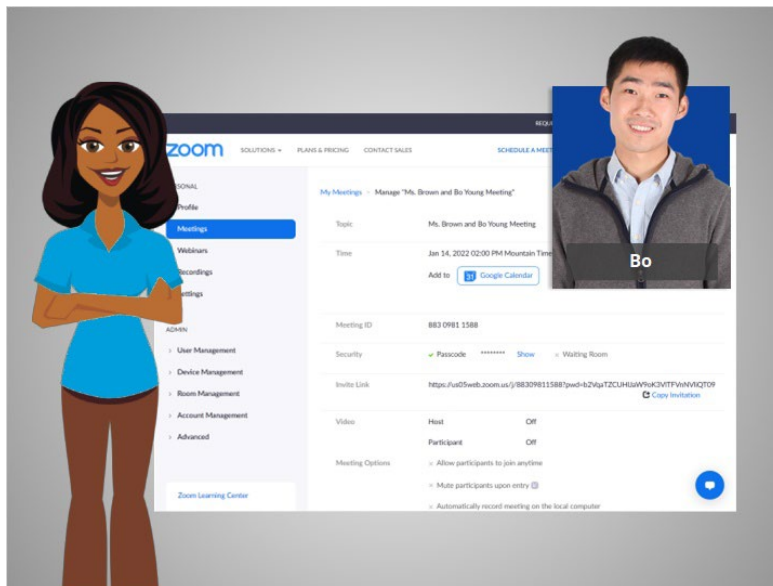 REQU
zoom SOLUTIONS PLANS & PRICING CONTACT SALES SCHEDULE A MEET
Profile
Meetings
Webinars
Recordings
Settings
ADMIN
User Management
Device Management
Room Management
Account Management
Advanced
Zoom Learning Center
My Meetings > Manage "Ms. Brown and Bo Young Meeting"
Topic Ms. Brown and Bo Young Meeting
Time Jan 14, 2022 02:00 PM Mountain Time
Add to 31 Google Calendar
Meeting ID 883 0981 1588
Security Passcode ******** Show Waiting Room
Invite Link
Copy Invitation
Video Host Off
Participant Off
Meeting Options Allow participants to join anytime
Mute participants upon entry
Automatically record meeting on the local computer
Bo